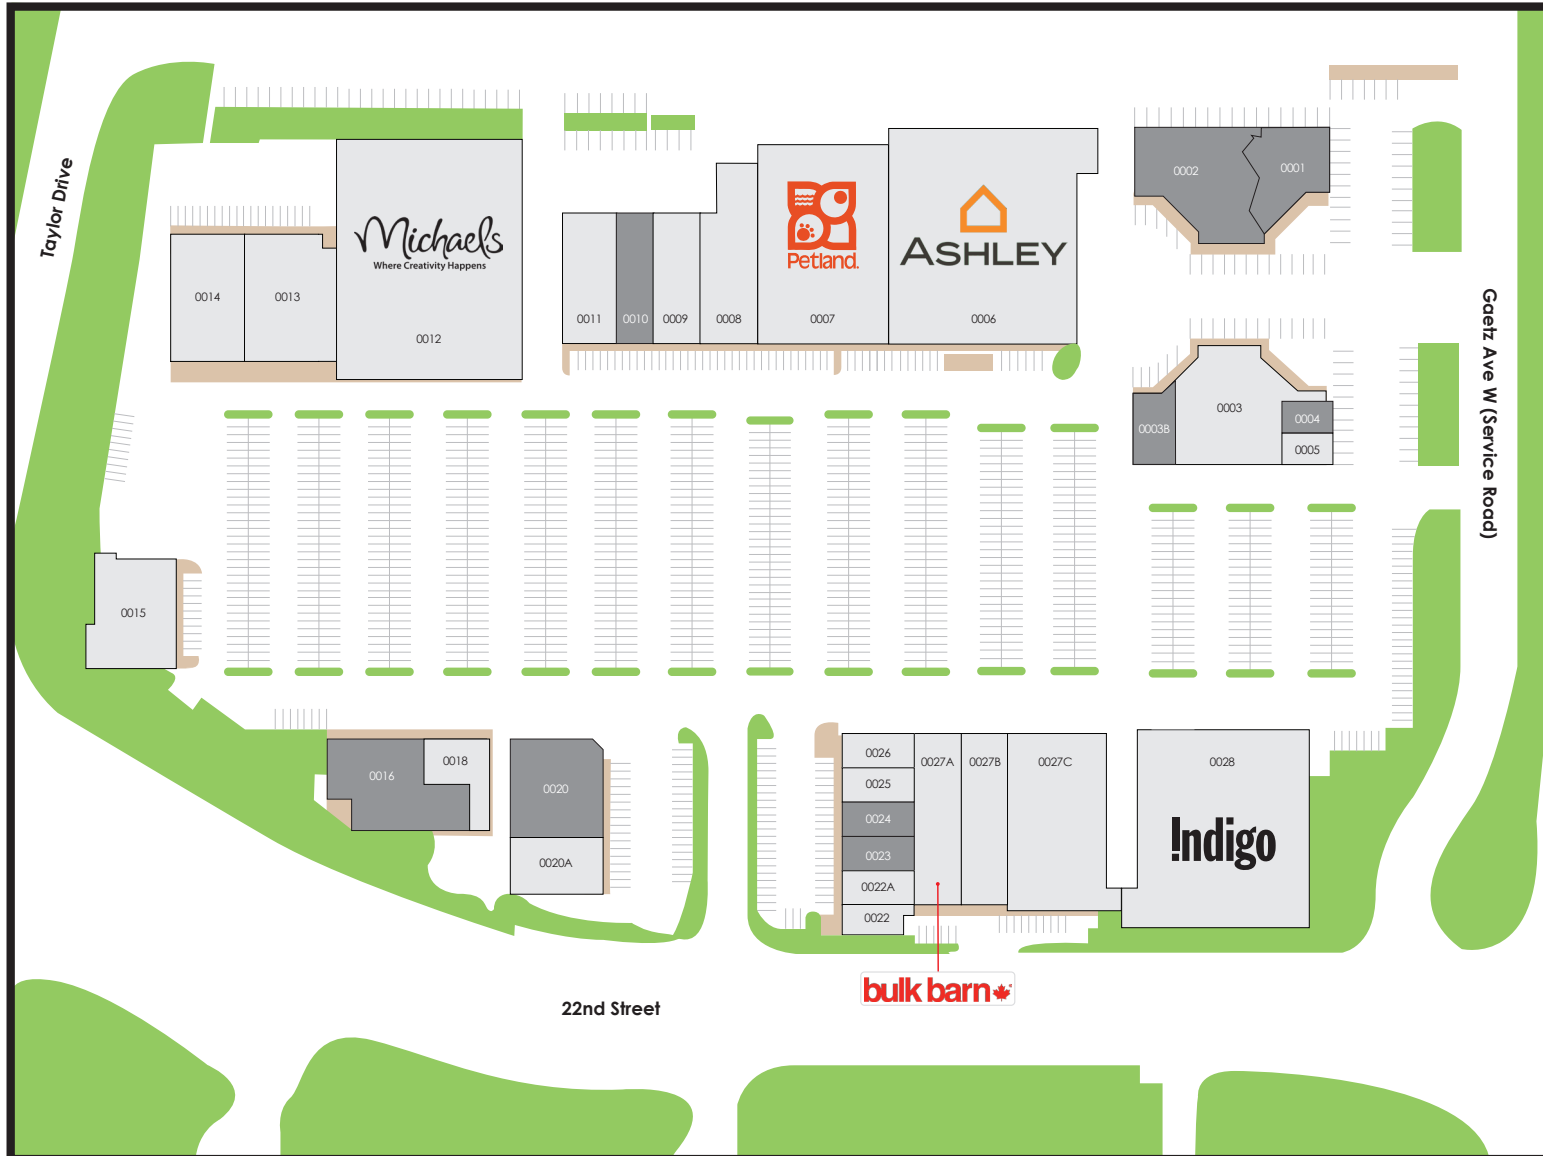 Taylor Drive
Michaels
Where Creativity Happens
0014
0013
0012
0011
0010
0009
0008
Petland.
0007
ASHLEY
0006
0002
0001
0003B
0003
0004
0005
Gaetz Ave W (Service Road)
0015
0016
0018
0020
0020A
0026
0025
0024
0023
0022A
0022
0027A
0027B
0027C
0028
Indigo
bulk barn
22nd Street